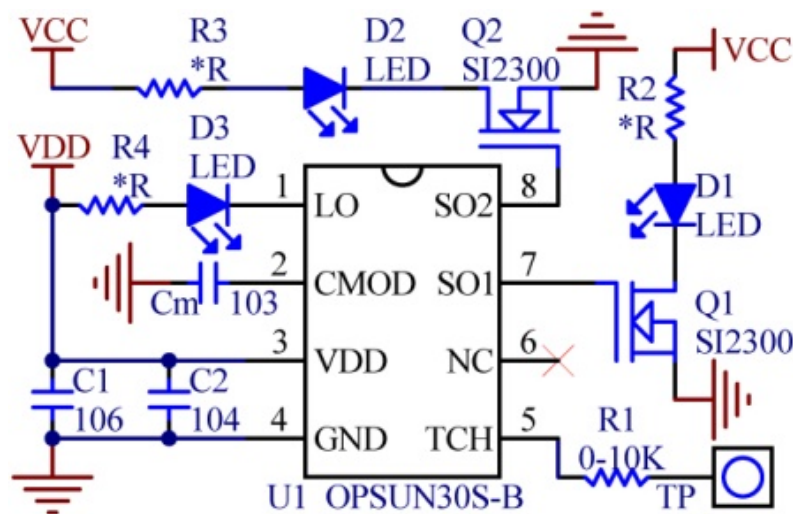 VCC
R3
*R
D2
LED
Q2
SI2300
VCC
R2
*R
VDD
R4
*R
D3
LED
1
LO
SO2
8
D1
LED
2
CMOD
SO1
7
Cm
103
Q1
SI2300
3
VDD
NC
6
C1
106
C2
104
4
GND
TCH
5
R1
0-10K
TP
U1 OPSUN30S-B